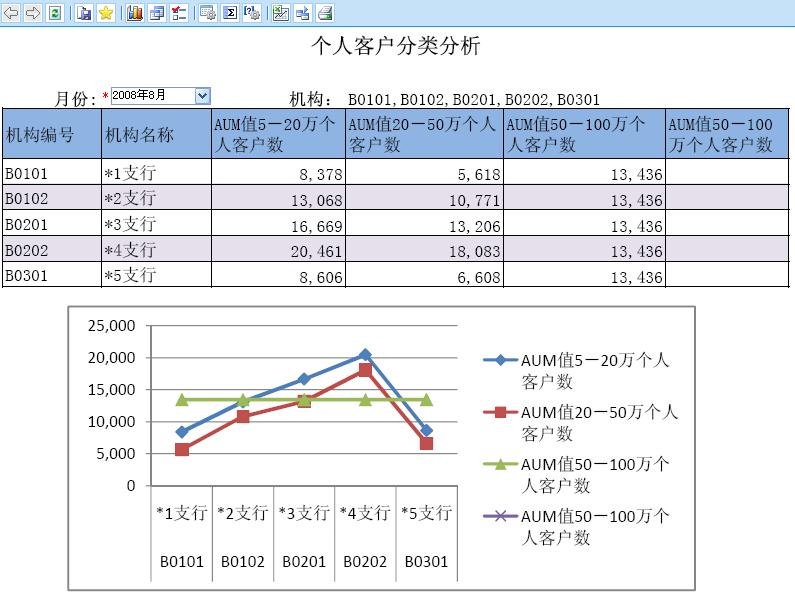 个人客户分类分析
月份: * 2008年8月 机构: B0101,B0102,B0201,B0202,B0301
机构编号 机构名称 AUM值5－20万个人客户数 AUM值20－50万个人客户数 AUM值50－100万个人客户数 AUM值50－100万个人客户数
B0101 *1支行 8,378 5,618 13,436
B0102 *2支行 13,068 10,771 13,436
B0201 *3支行 16,669 13,206 13,436
B0202 *4支行 20,461 18,083 13,436
B0301 *5支行 8,606 6,608 13,436
25,000
20,000
15,000
10,000
5,000
0
*1支行 *2支行 *3支行 *4支行 *5支行
B0101 B0102 B0201 B0202 B0301
AUM值5－20万个人
客户数
AUM值20－50万个人
客户数
AUM值50－100万个
人客户数
AUM值50－100万个
人客户数